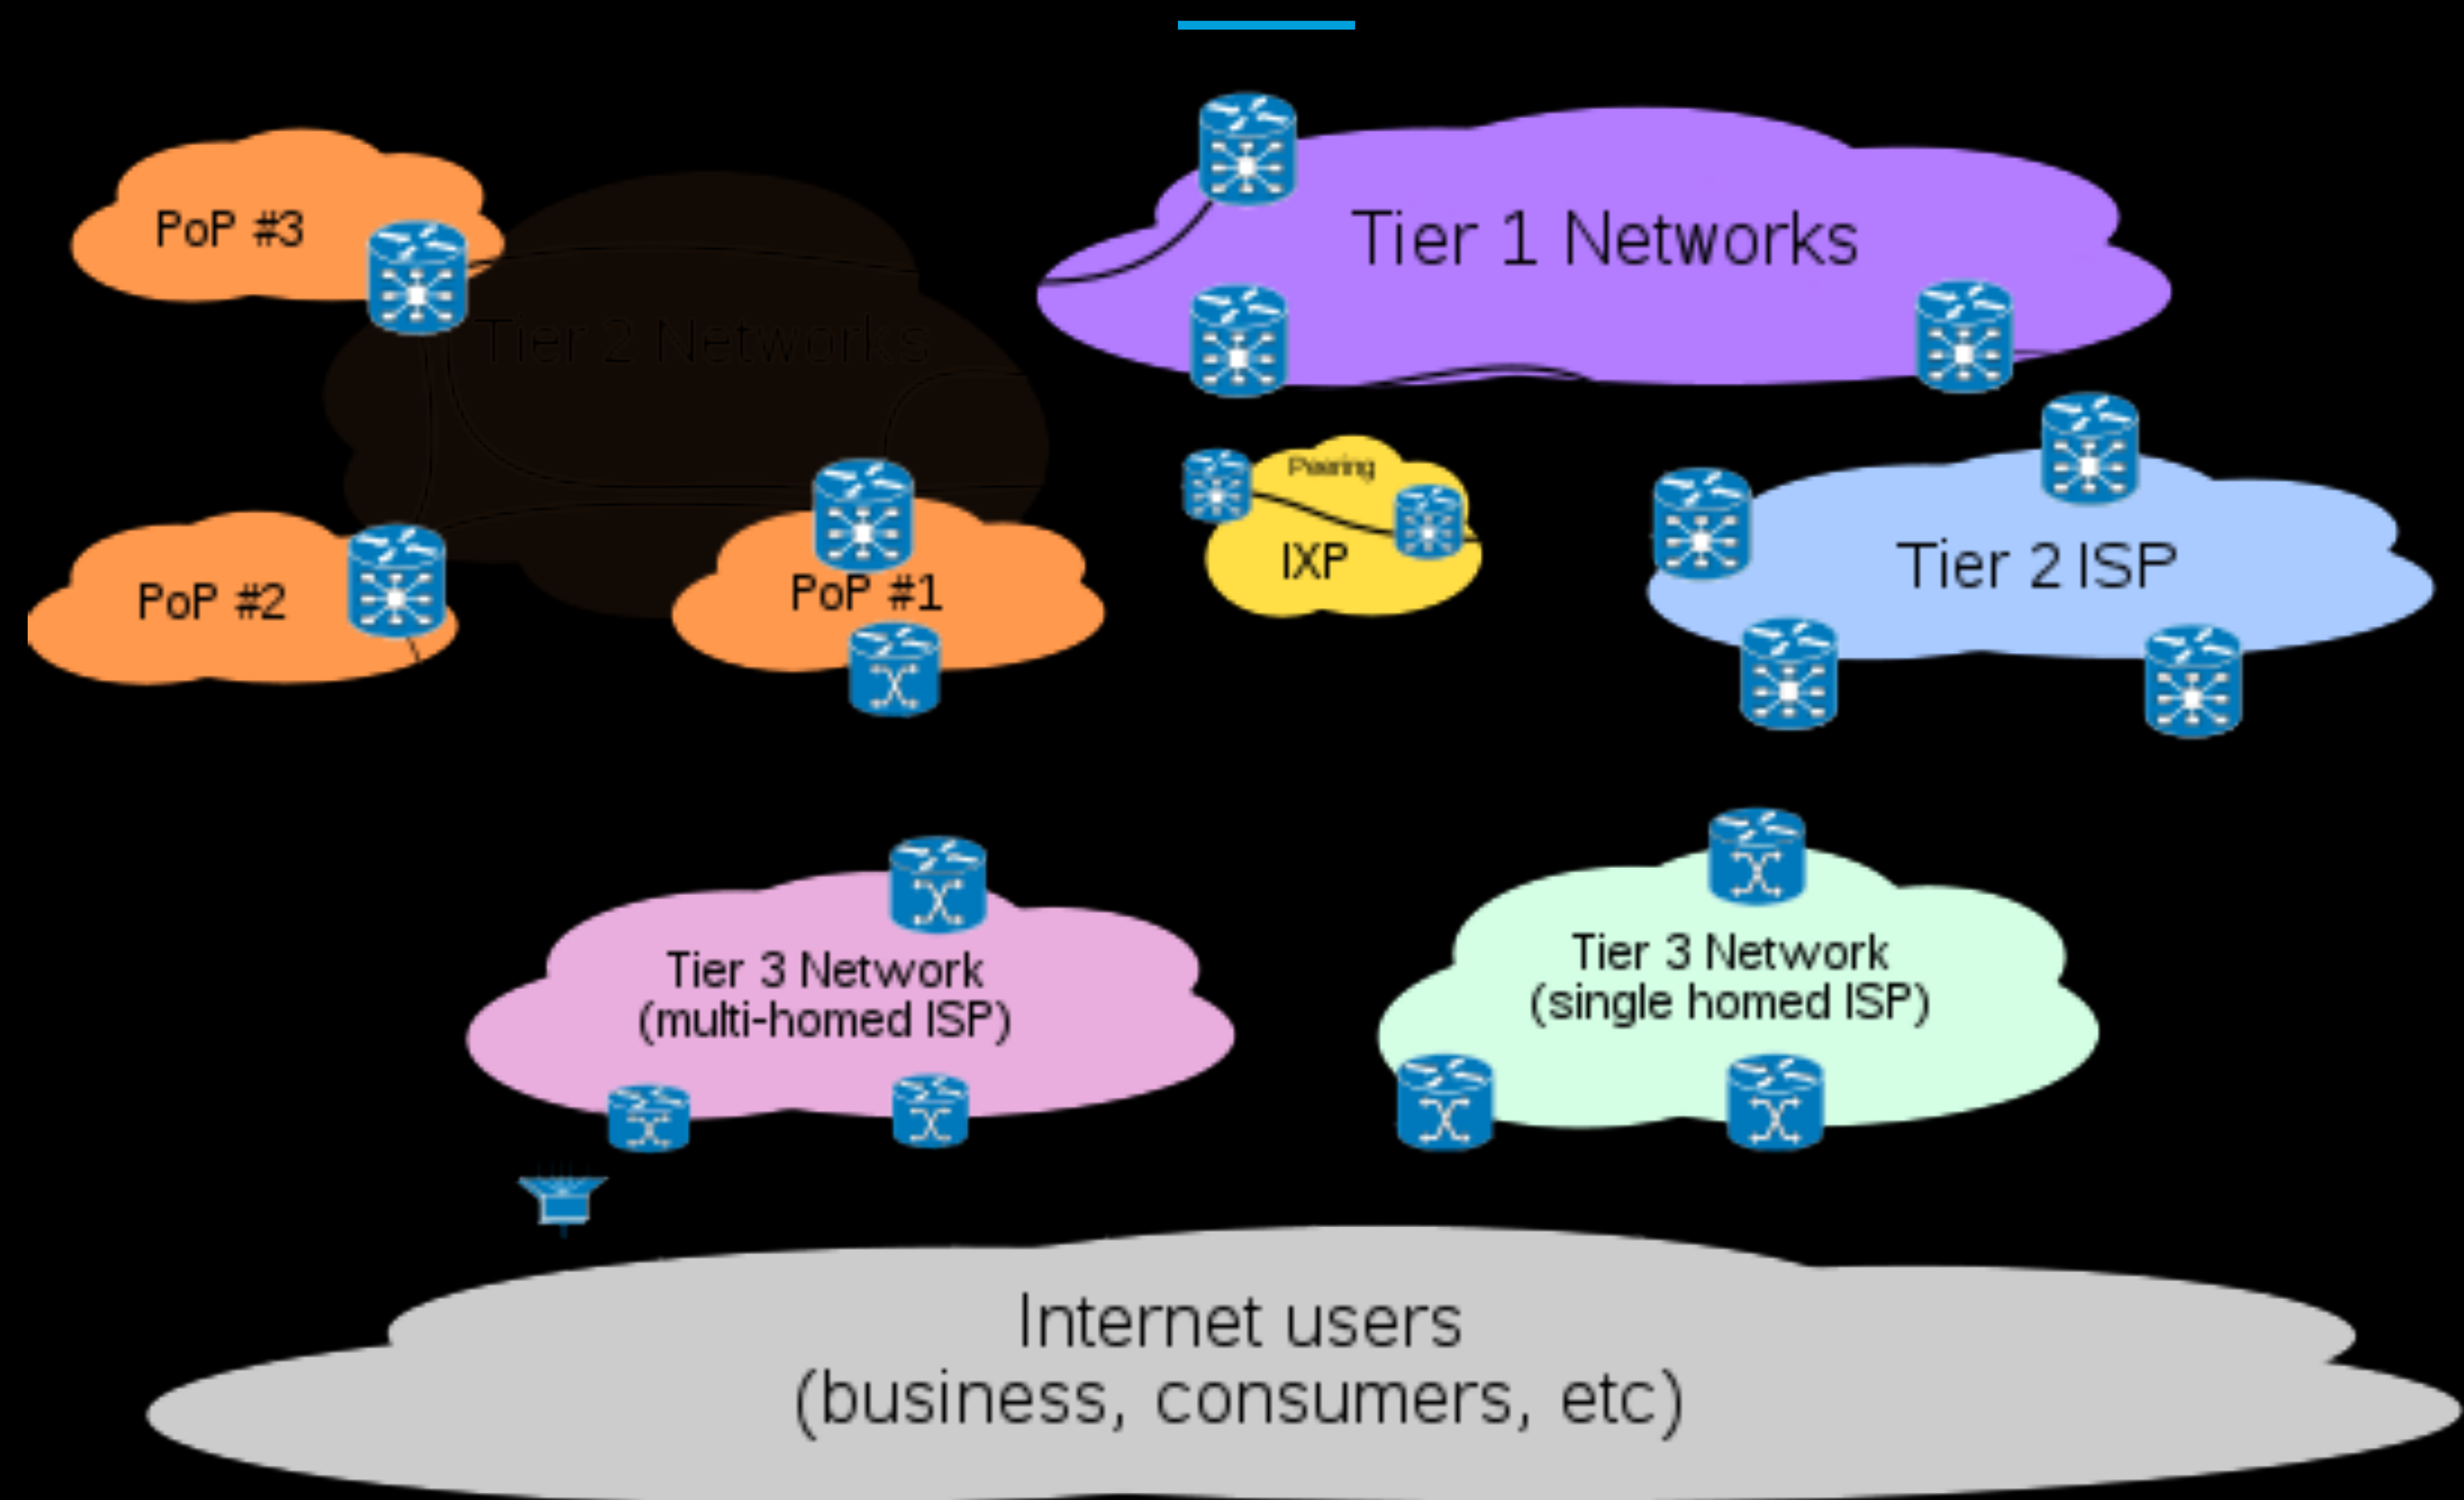 Tier 1 Networks
PoP #3
Tier 2 Networks
Peering
IXP
Tier 2 ISP
PoP #2
PoP #1
Tier 3 Network
(multi-homed ISP)
Tier 3 Network
(single homed ISP)
Internet users
(business, consumers, etc)